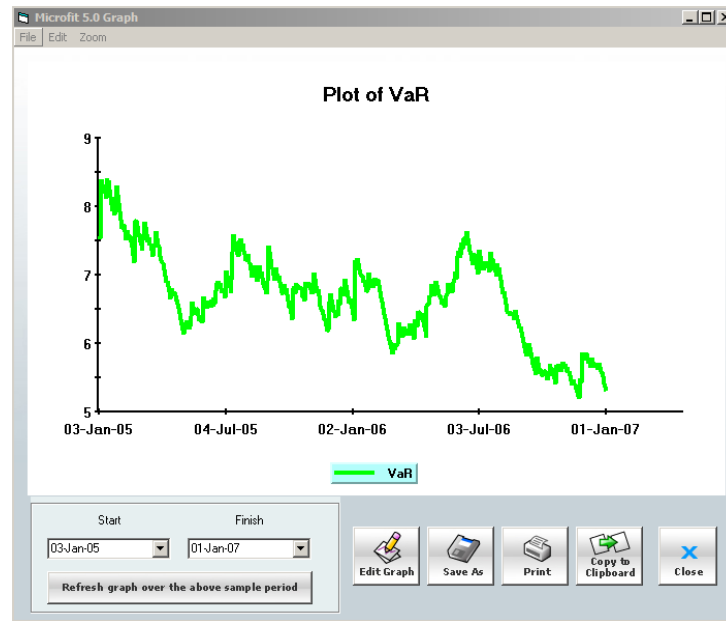 Microfit 5.0 Graph
File Edit Zoom
Plot of VaR
9
8
7
6
5
03-Jan-05 04-Jul-05 02-Jan-06 03-Jul-06 01-Jan-07
VaR
Start Finish
03-Jan-05 01-Jan-07
Refresh graph over the above sample period
Edit Graph
Save As
Print
Copy to
Clipboard
Close